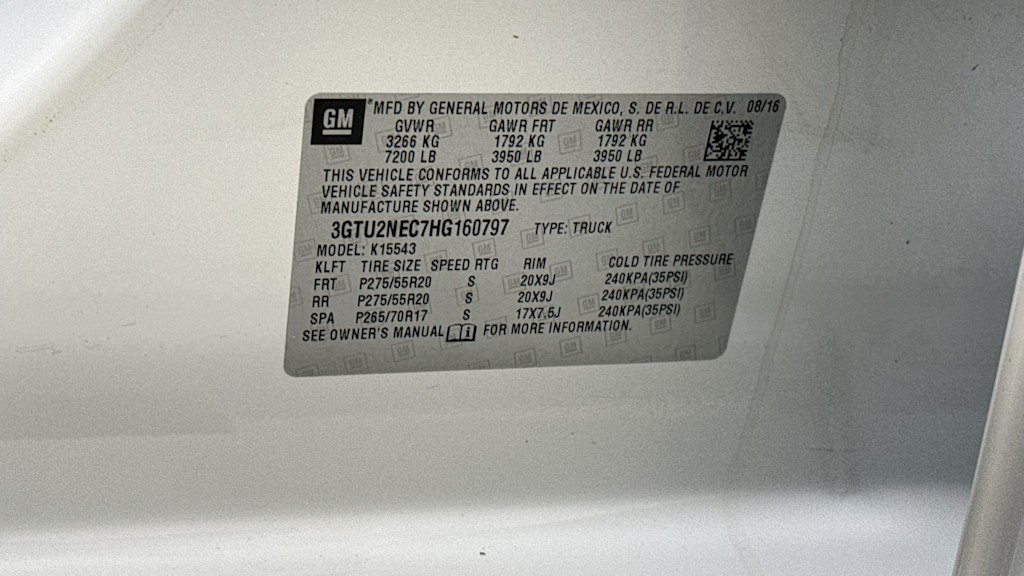 GM
® MFD BY GENERAL MOTORS DE MEXICO, S. DE R.L. DE C.V. 08/16
GVWR GAWR FRT GAWR RR
3266 KG 1792 KG 1792 KG
7200 LB 3950 LB 3950 LB
THIS VEHICLE CONFORMS TO ALL APPLICABLE U.S. FEDERAL MOTOR
VEHICLE SAFETY STANDARDS IN EFFECT ON THE DATE OF
MANUFACTURE SHOWN ABOVE.
3GTU2NEC7HG160797 TYPE: TRUCK
MODEL: K15543
KLFT TIRE SIZE SPEED RTG RIM COLD TIRE PRESSURE
FRT P275/55R20 S 20X9J 240KPA(35PSI)
RR P275/55R20 S 20X9J 240KPA(35PSI)
SPA P265/70R17 S 17X7.5J 240KPA(35PSI)
SEE OWNER'S MANUAL i FOR MORE INFORMATION.